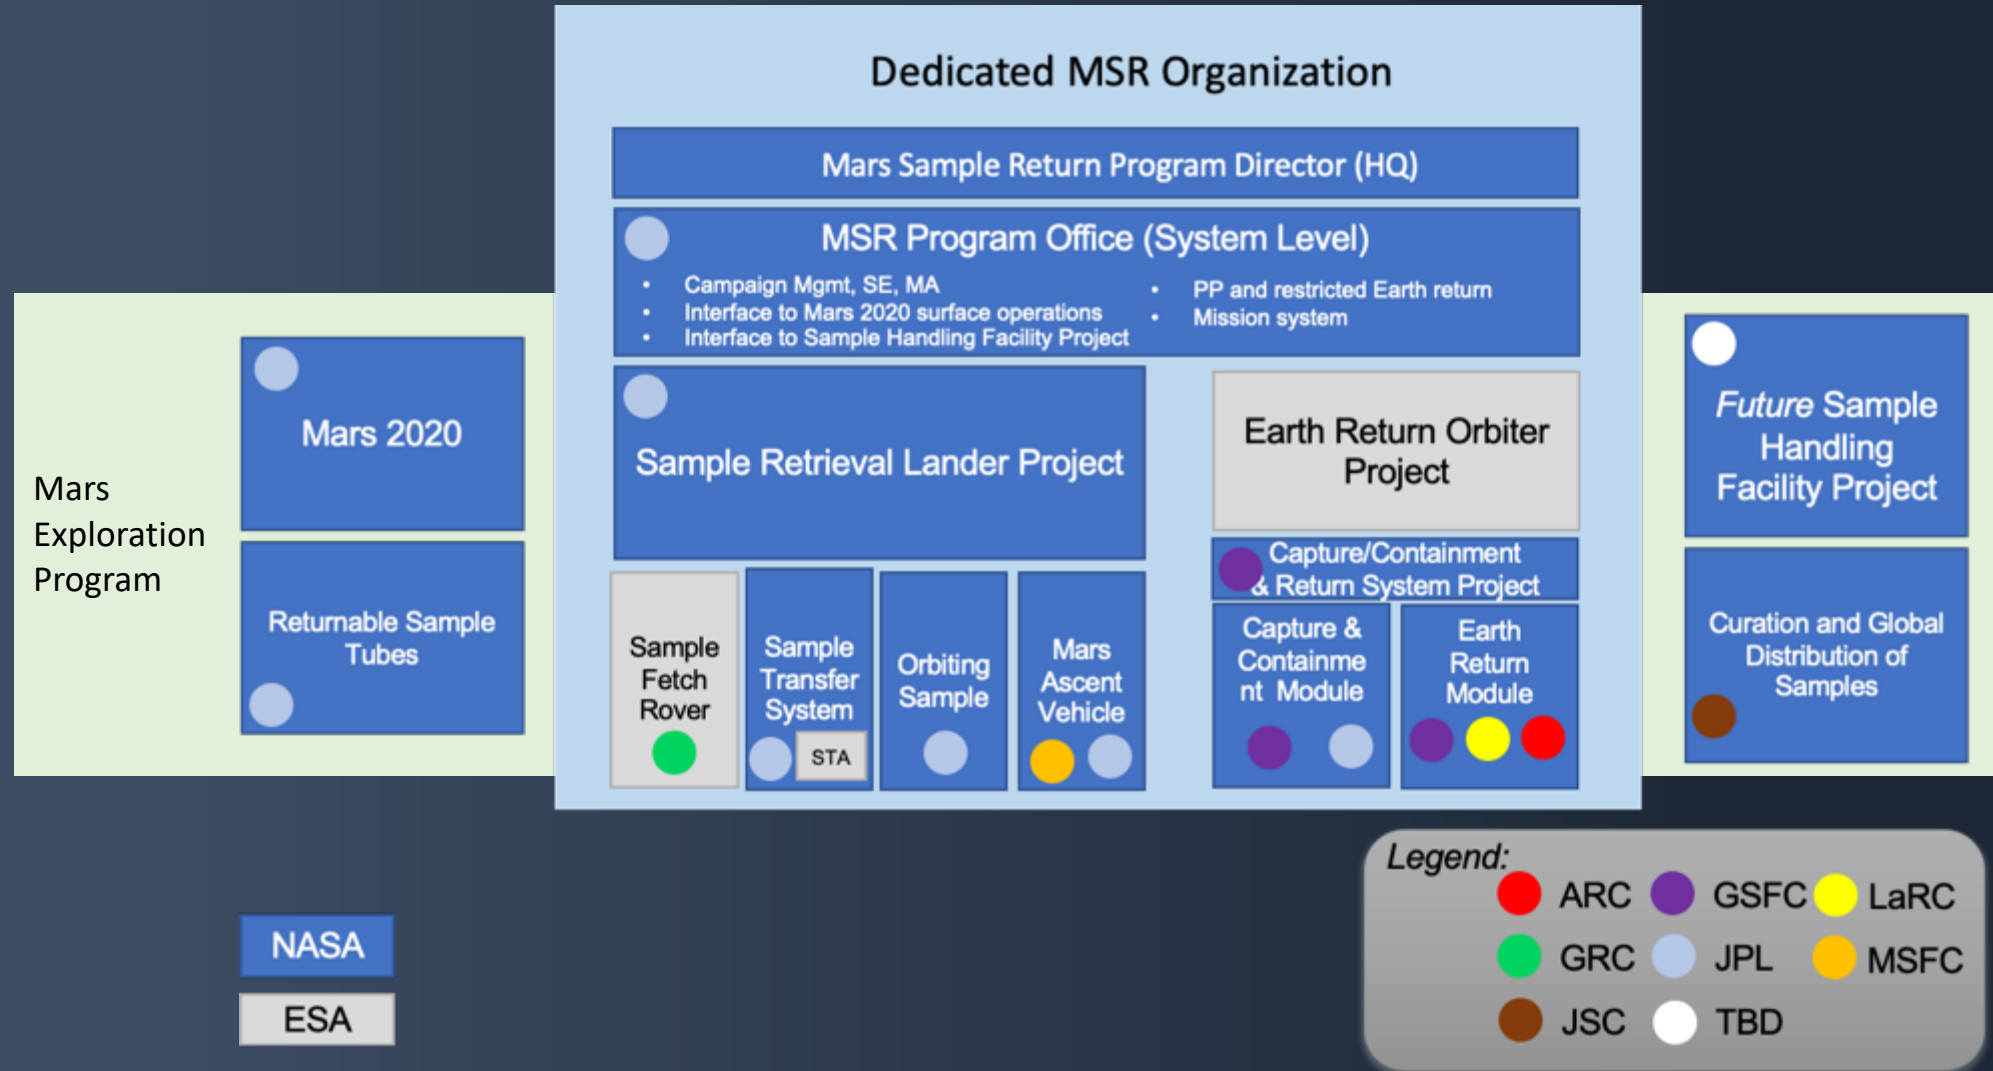 Dedicated MSR Organization
Mars Sample Return Program Director (HQ)
MSR Program Office (System Level)
• Campaign Mgmt, SE, MA
• Interface to Mars 2020 surface operations
• Interface to Sample Handling Facility Project
• PP and restricted Earth return
• Mission system
Mars
Exploration
Program
Mars 2020
Returnable Sample
Tubes
Sample Retrieval Lander Project
Sample
Fetch
Rover
Sample
Transfer
System
STA
Orbiting
Sample
Mars
Ascent
Vehicle
Earth Return Orbiter
Project
Capture/Containment
& Return System Project
Capture &
Containme
nt Module
Earth
Return
Module
Future Sample
Handling
Facility Project
Curation and Global
Distribution of
Samples
NASA
ESA
Legend:
ARC
GSFC
LaRC
GRC
JPL
MSFC
JSC
TBD